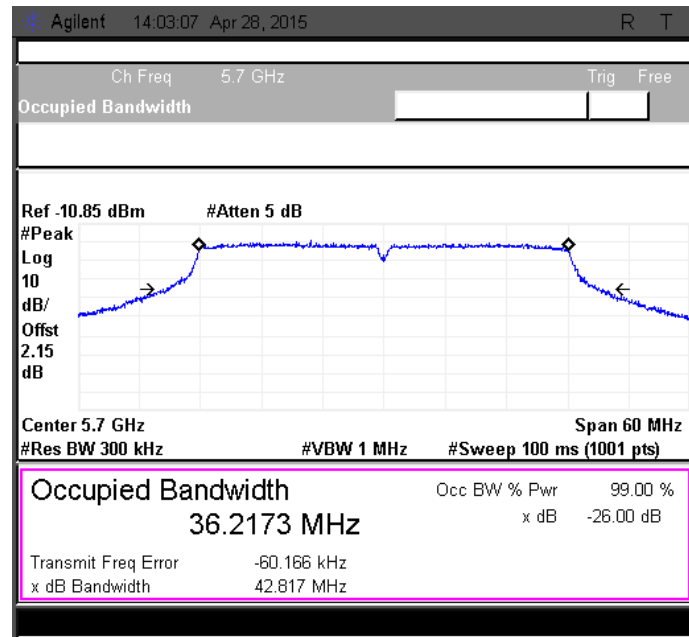 Agilent 14:03:07 Apr 28, 2015 R T
Ch Freq 5.7 GHz Trig Free
Occupied Bandwidth
Ref -10.85 dBm #Atten 5 dB
#Peak
Log
10
dB/
Offst
2.15
dB
Center 5.7 GHz Span 60 MHz
#Res BW 300 kHz #VBW 1 MHz #Sweep 100 ms (1001 pts)
Occupied Bandwidth Occ BW % Pwr 99.00 %
36.2173 MHz x dB -26.00 dB
Transmit Freq Error -60.166 kHz
x dB Bandwidth 42.817 MHz